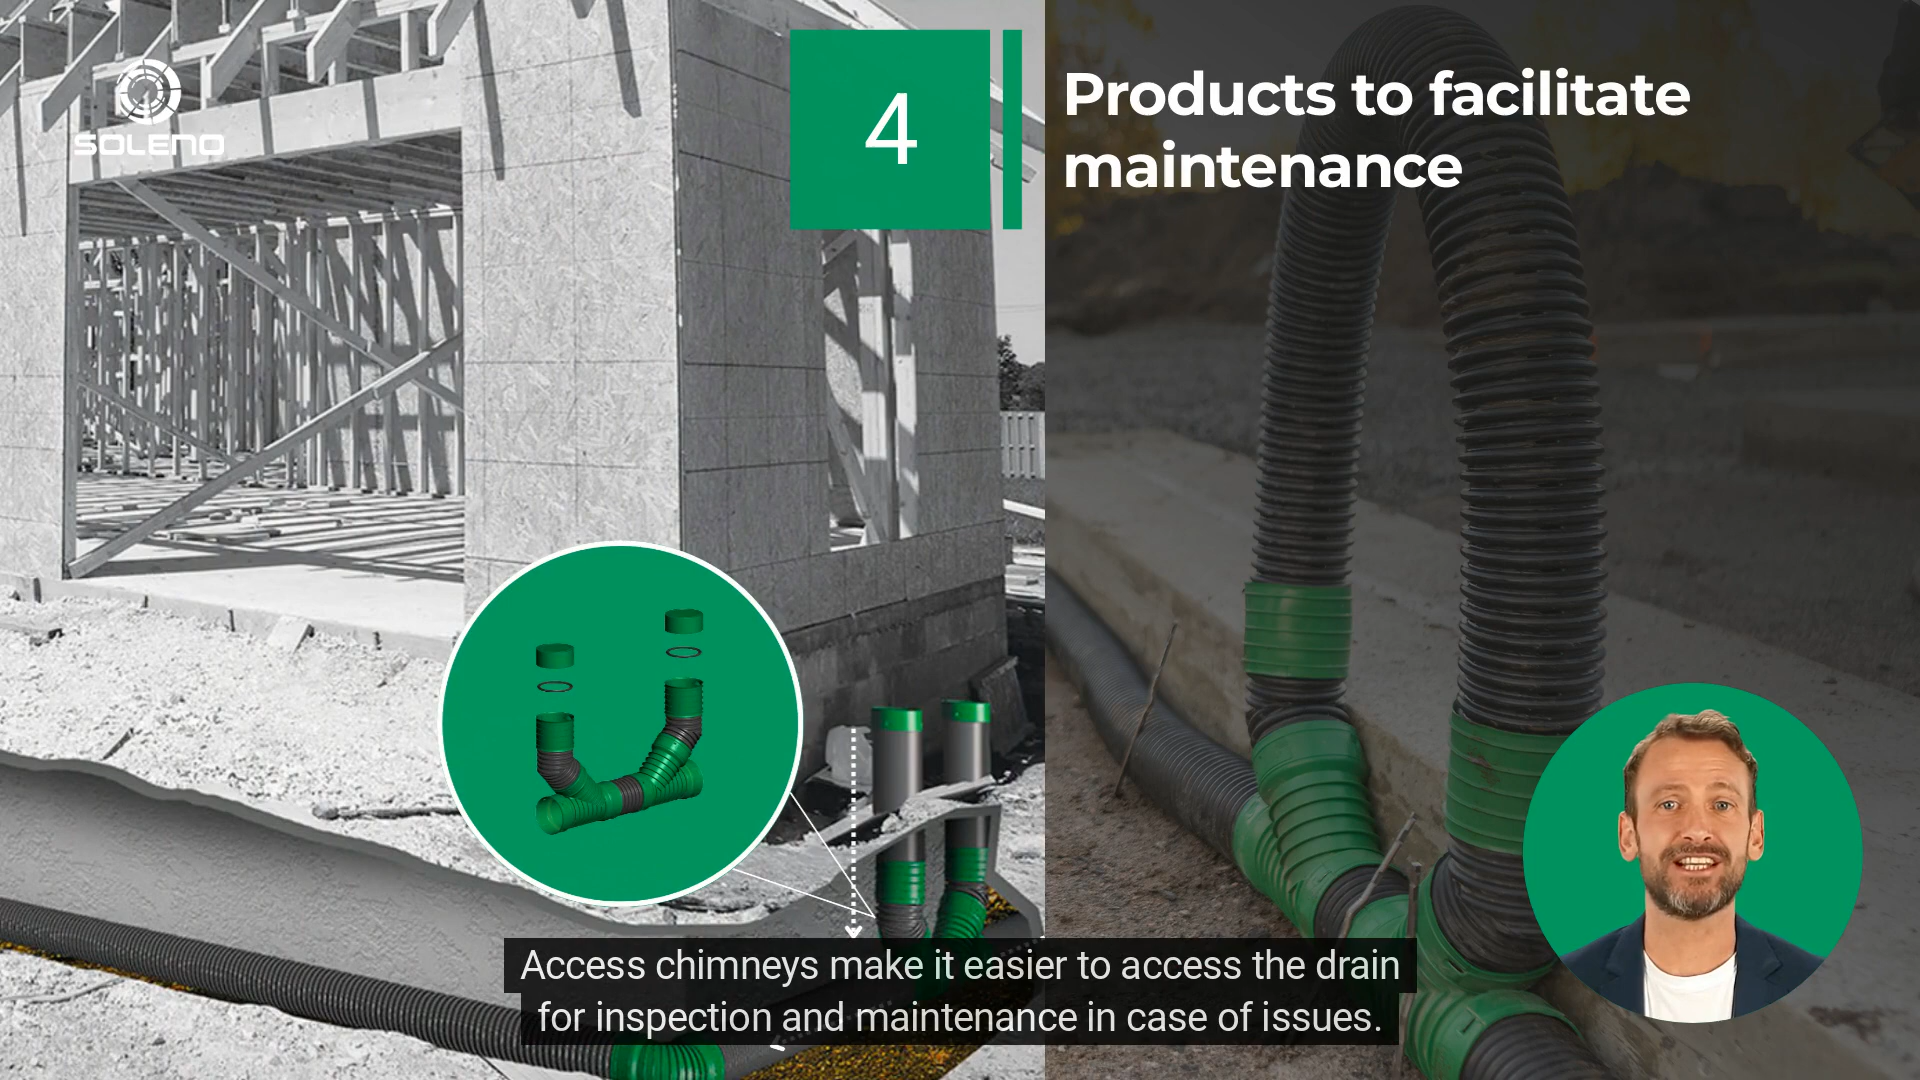 SOLENO
4
Products to facilitate
maintenance
Access chimneys make it easier to access the drain
for inspection and maintenance in case of issues.